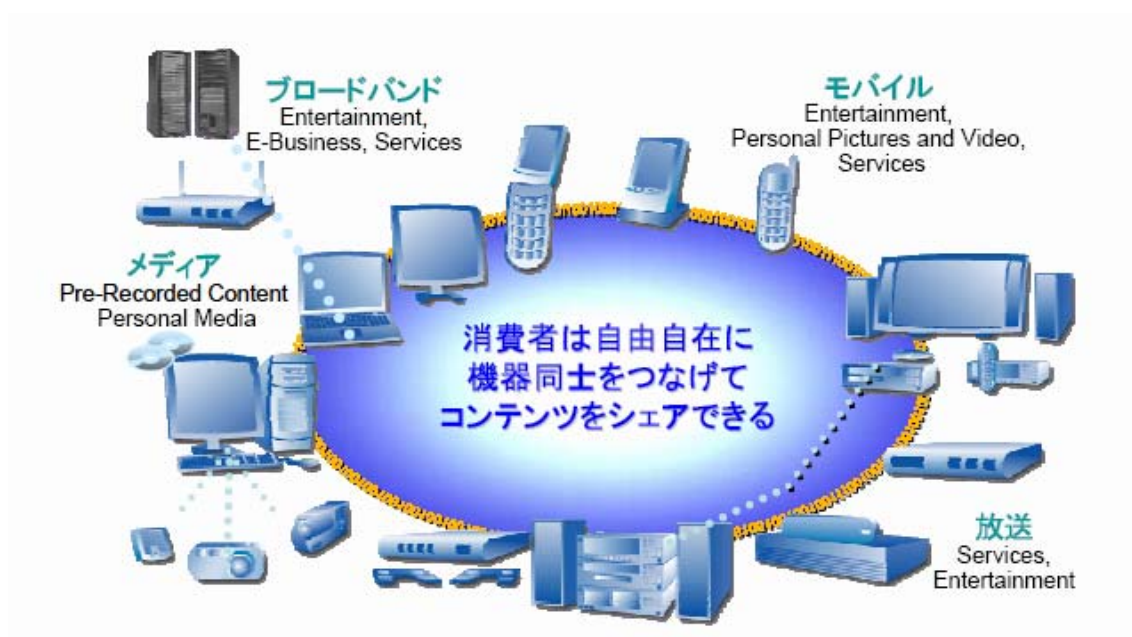 ブロードバンド
Entertainment,
E-Business, Services
モバイル
Entertainment,
Personal Pictures and Video,
Services
メディア
Pre-Recorded Content
Personal Media
消費者は自由自在に
機器同士をつなげて
コンテンツをシェアできる
放送
Services,
Entertainment